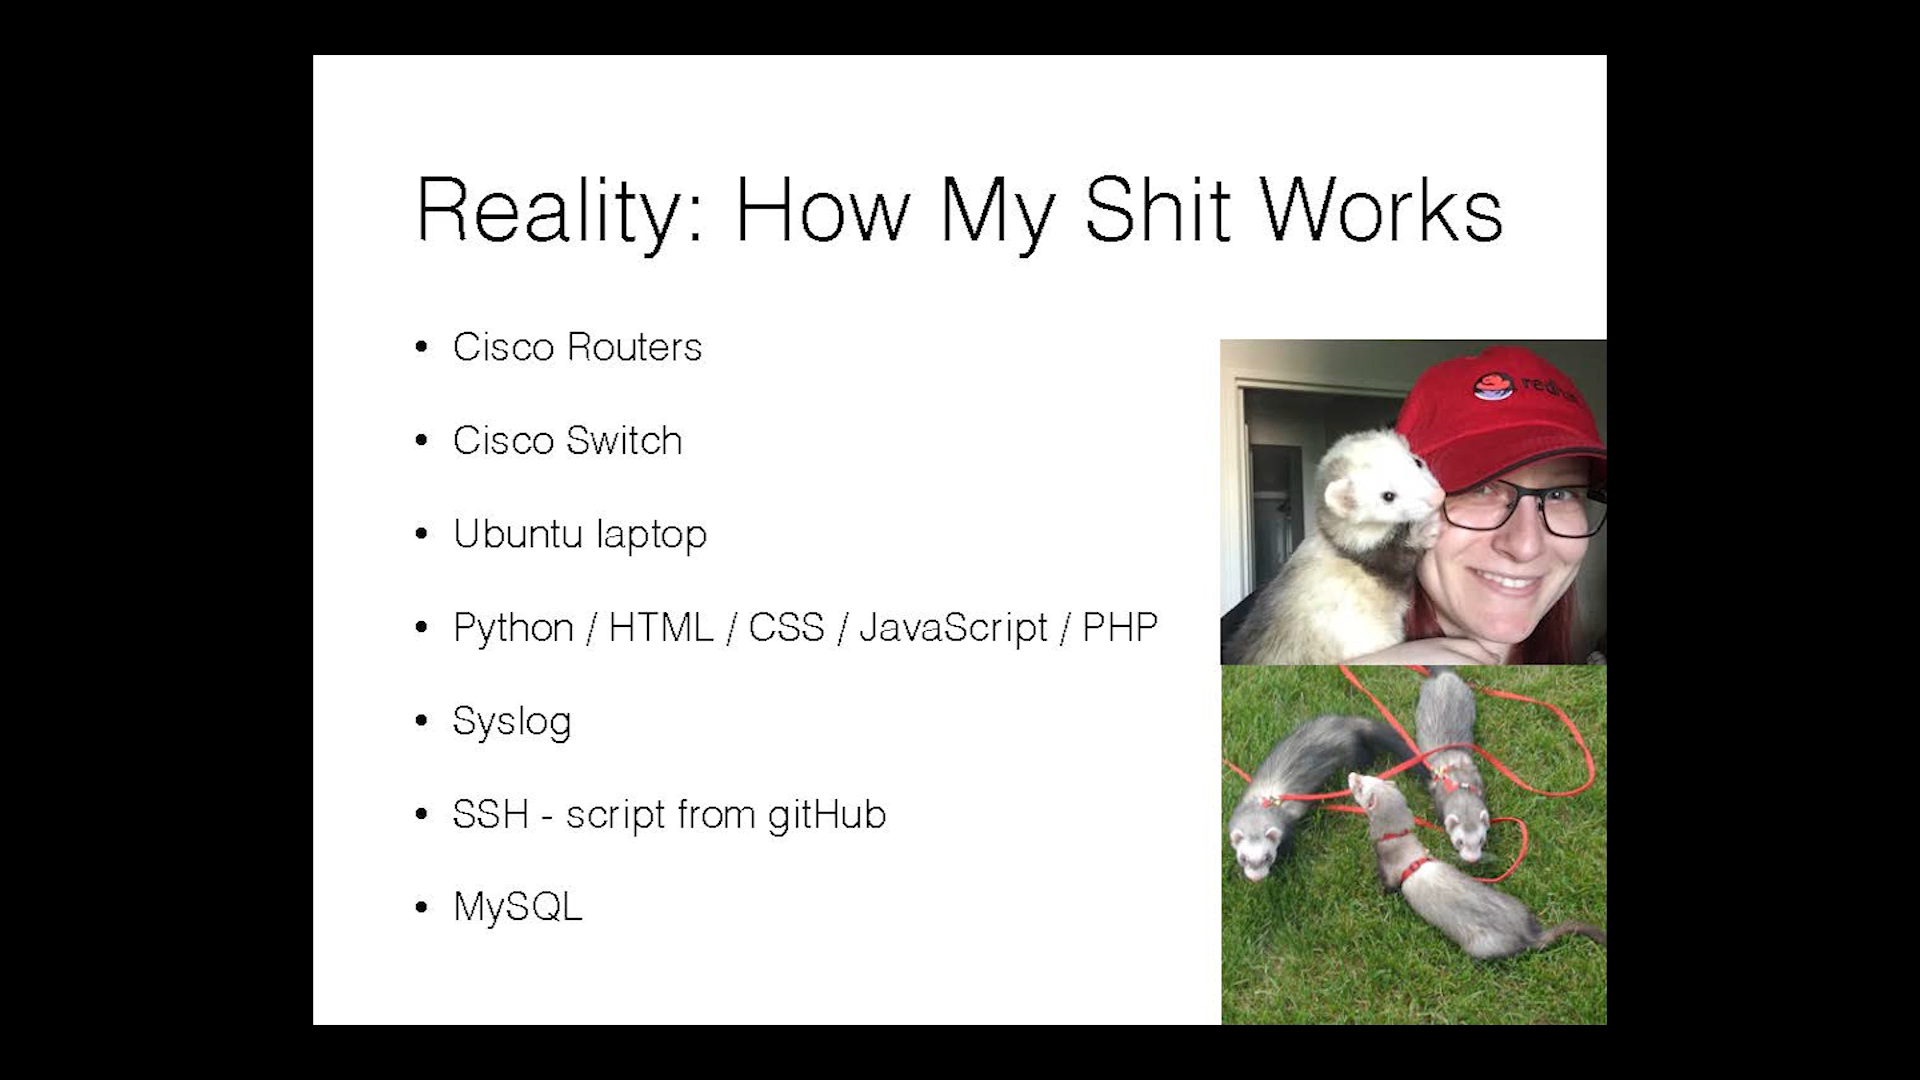 Reality: How My Shit Works
• Cisco Routers
• Cisco Switch
• Ubuntu laptop
• Python / HTML / CSS / JavaScript / PHP
• Syslog
• SSH - script from gitHub
• MySQL
redhat